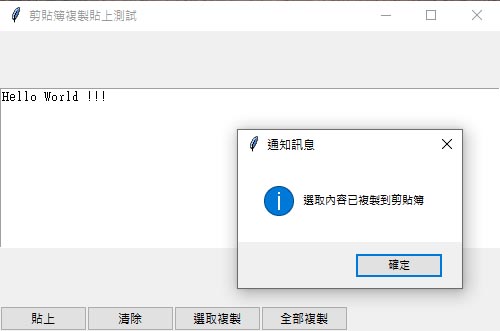 剪貼簿複製貼上測試
Hello World !!!
通知訊息
選取內容已複製到剪貼簿
確定
貼上 清除 選取複製 全部複製